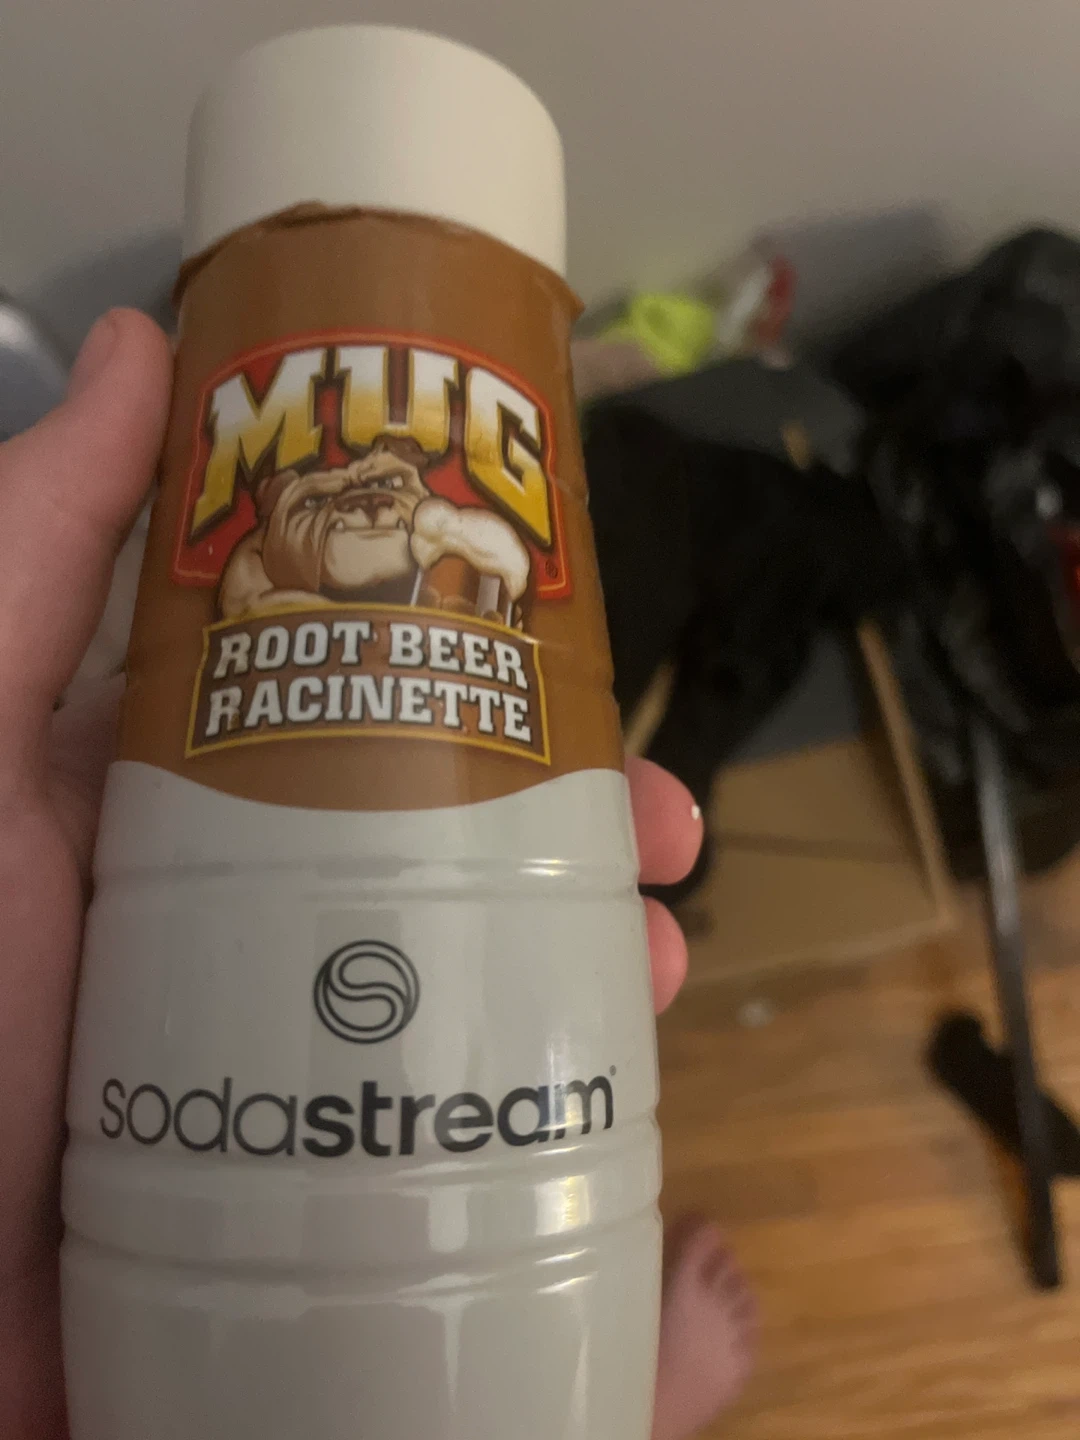 MUG
®
ROOT BEER
RACINETTE
sodastream